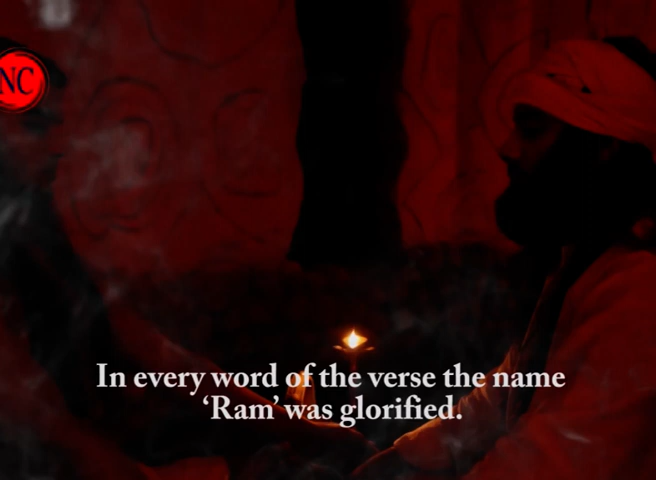 NC
In every word of the verse the name
‘Ram’ was glorified.